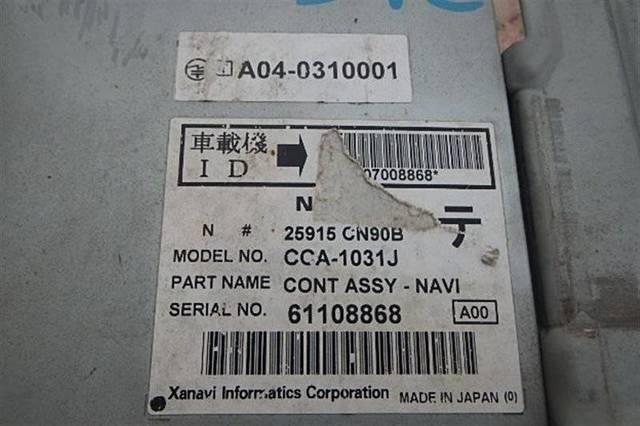 A04-0310001
車載機
ID
07008868*
N テ
N # 25915 CN90B
MODEL NO. CCA-1031J
PART NAME CONT ASSY - NAVI
SERIAL NO. 61108868 A00
Xanavi Informatics Corporation MADE IN JAPAN (0)